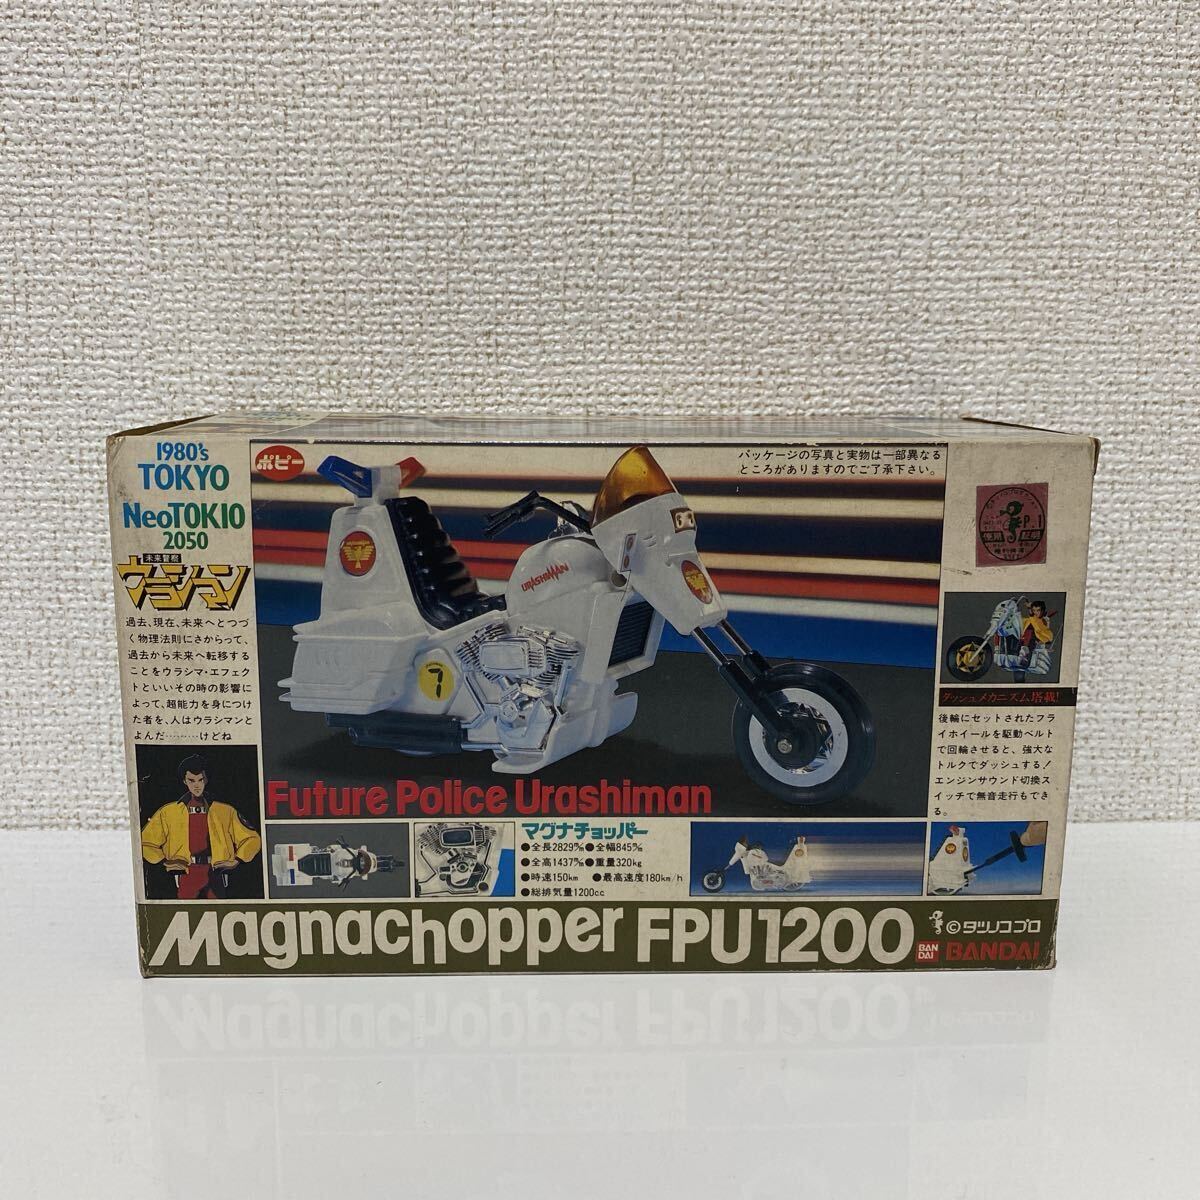 1980's
TOKYO
NeoTOKIO
2050
未来警察
ウラシマン
過去、現在、未来へとつづ
く物理法則にさからって、
過去から未来へ転移する
ことをウラシマ・エフェク
トといいその時の影響に
よって、超能力を身につけ
た者を、人はウラシマンと
よんだ………けどね
ポピー
パッケージの写真と実物は一部異なる
ところがありますのでご了承下さい。
URASHIMAN
7
P.1
使用
証明
ダッシュメカニズム搭載!
後輪にセットされたフラ
イホイールを駆動ベルト
で回輪させると、強大な
トルクでダッシュする!
エンジンサウンド切換ス
イッチで無音走行もでき
る。
Future Police Urashiman
マグナチョッパー
●全長2829㎜●全幅845㎜
●全高1437㎜●重量320kg
●時速150km ●最高速度180km/h
●総排気量1200cc
Magnachopper FPU1200
©タツノコプロ
BAN
DAI
BANDAI